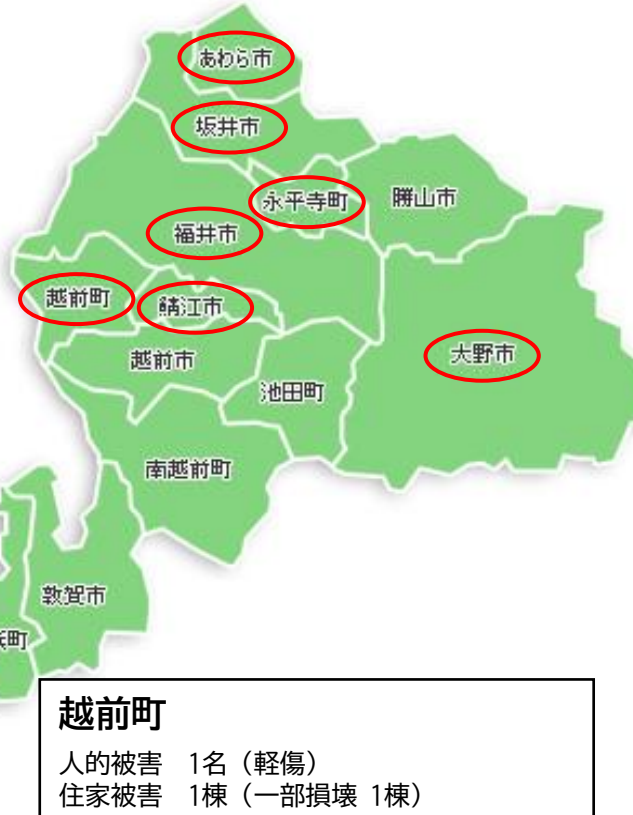 あわら市
坂井市
永平寺町
勝山市
福井市
越前町
鯖江市
大野市
越前市
池田町
南越前町
敦賀市
町
越前町
人的被害 1名（軽傷）
住家被害 1棟（一部損壊 1棟）